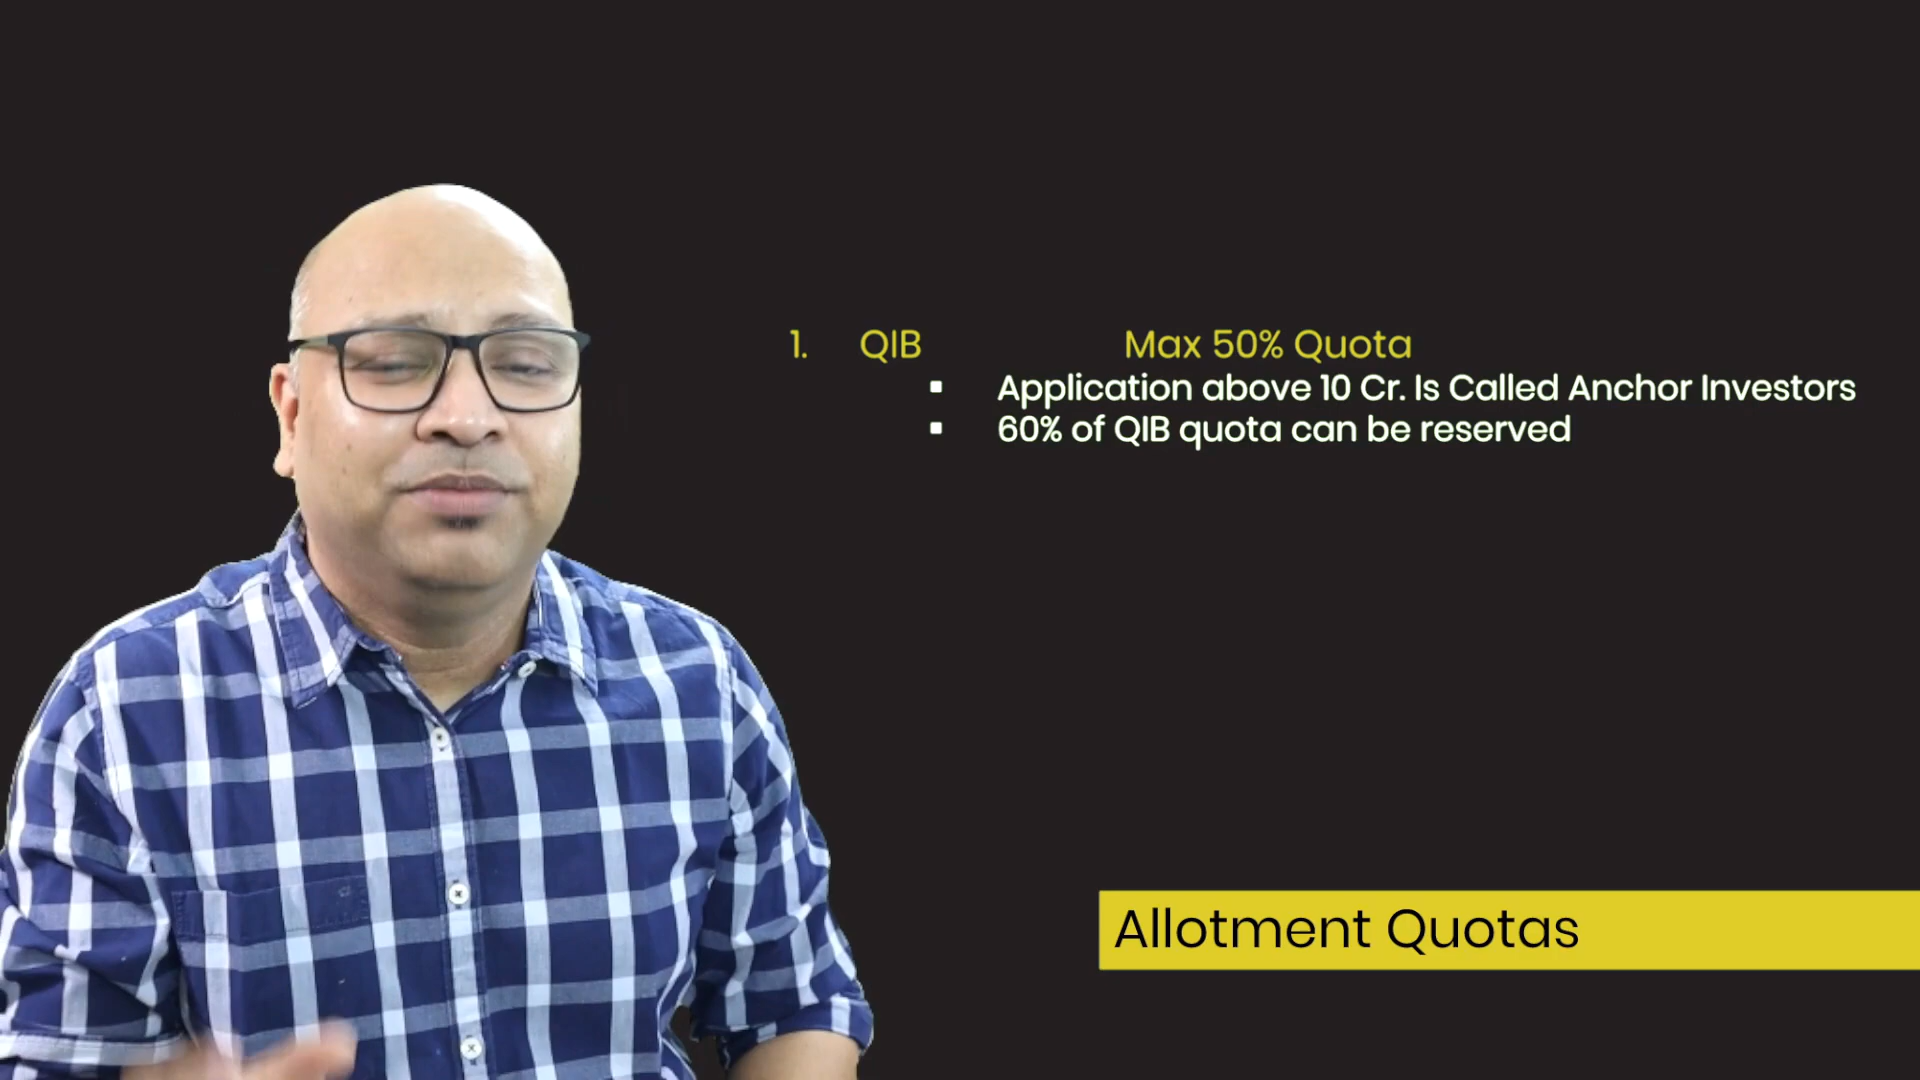 1. QIB Max 50% Quota
▪ Application above 10 Cr. Is Called Anchor Investors
▪ 60% of QIB quota can be reserved
Allotment Quotas